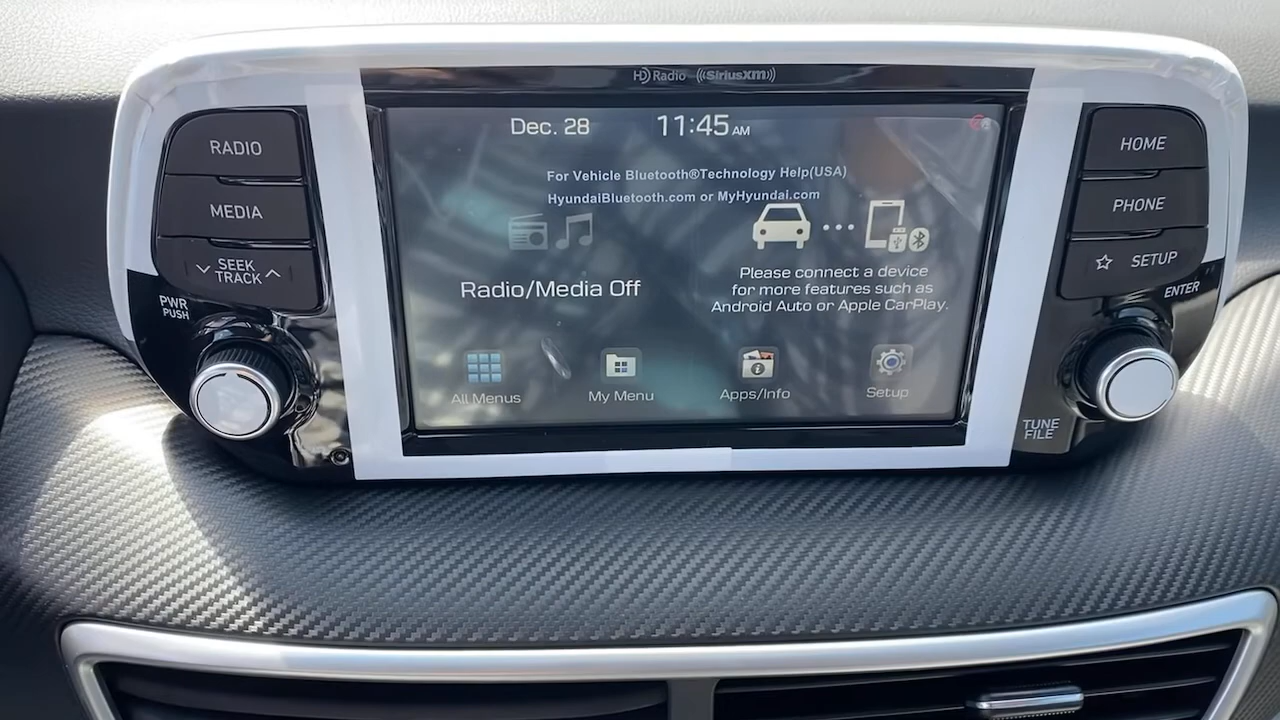 HD Radio ((SiriusXM))
RADIO
MEDIA
SEEK
TRACK
PWR
PUSH
Dec. 28
11:45 AM
For Vehicle Bluetooth®Technology Help(USA)
HyundaiBluetooth.com or MyHyundai.com
Radio/Media Off
Please connect a device
for more features such as
Android Auto or Apple CarPlay.
All Menus
My Menu
Apps/Info
Setup
HOME
PHONE
SETUP
ENTER
TUNE
FILE